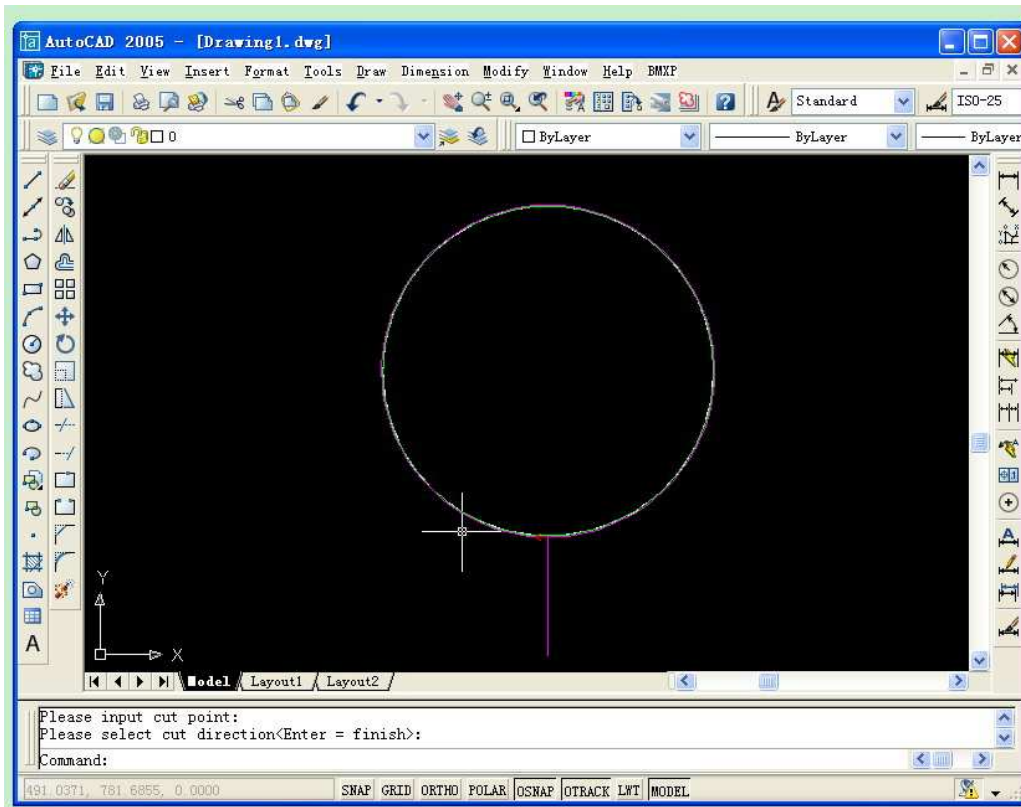 AutoCAD 2005 - [Drawing1.dwg]
File Edit View Insert Format Tools Draw Dimension Modify Window Help BMXP
Standard ISO-25
0 ByLayer ByLayer ByLayer
Y
X
Model Layout1 Layout2
Please input cut point:
Please select cut direction<Enter = finish>:
Command:
491.0371, 781.6855, 0.0000 SNAP GRID ORTHO POLAR OSNAP OTRACK LWT MODEL